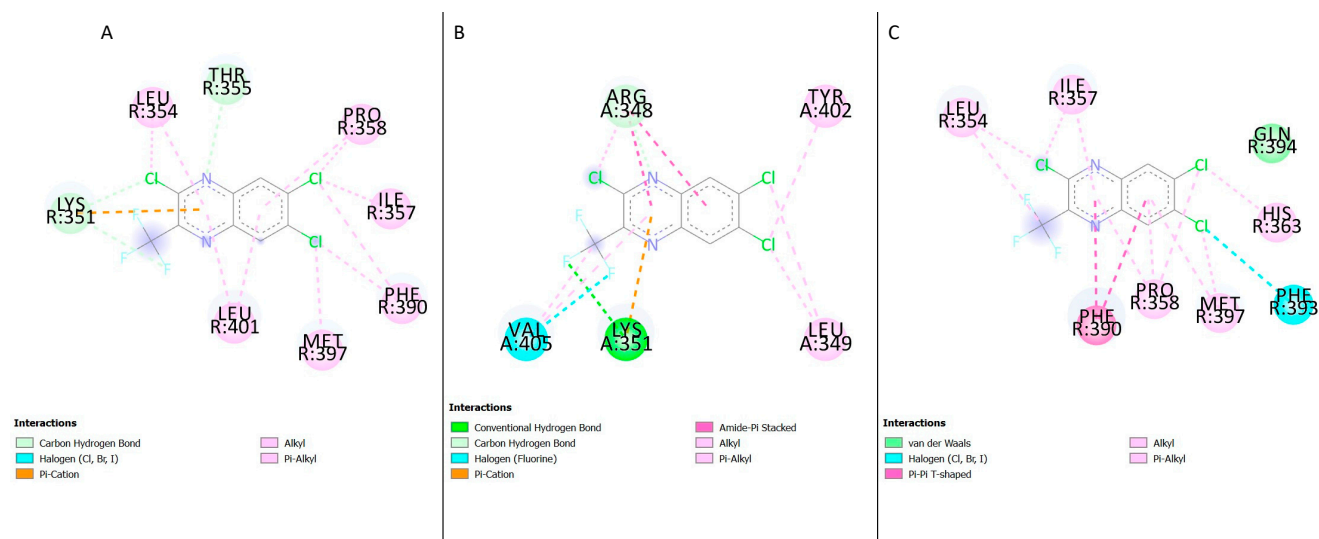 A
THR
R:355
LEU
R:354
PRO
R:358
Cl
N
Cl
LYS
R:351
ILE
R:357
N
Cl
F
F
F
PHE
R:390
LEU
R:401
MET
R:397
Interactions
Carbon Hydrogen Bond
Halogen (Cl, Br, I)
Pi-Cation
Alkyl
Pi-Alkyl
B
ARG
A:348
TYR
A:402
Cl
N
Cl
F
N
Cl
F
F
VAL
A:405
LYS
A:351
LEU
A:349
Interactions
Conventional Hydrogen Bond
Carbon Hydrogen Bond
Halogen (Fluorine)
Pi-Cation
Amide-Pi Stacked
Alkyl
Pi-Alkyl
C
ILE
R:357
LEU
R:354
GLN
R:394
Cl
N
Cl
HIS
R:363
F
N
Cl
F
F
PRO
R:358
PHE
R:393
MET
R:397
PHE
R:390
Interactions
van der Waals
Halogen (Cl, Br, I)
Pi-Pi T-shaped
Alkyl
Pi-Alkyl